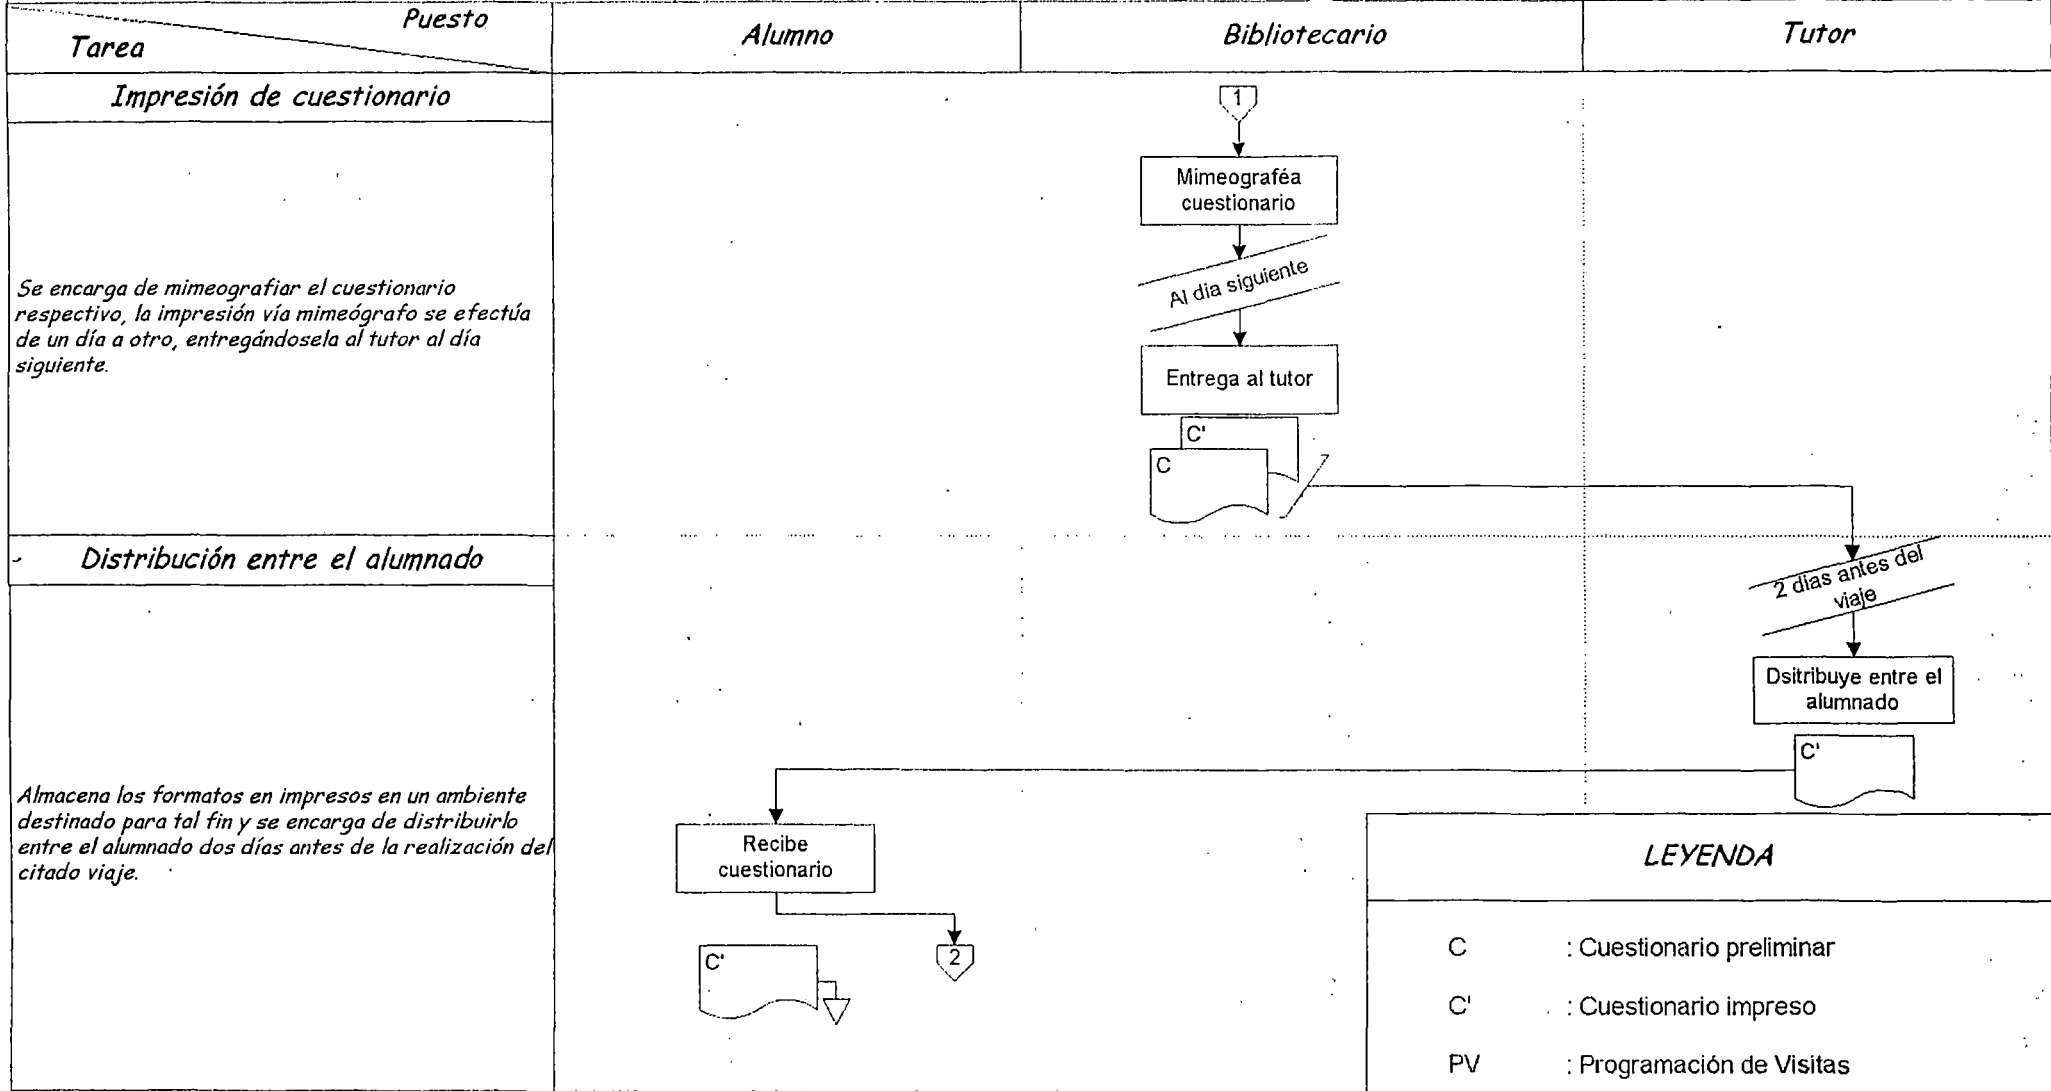 Puesto
Tarea
Alumno
Bibliotecario
Tutor
Impresión de cuestionario
Se encarga de mimeografiar el cuestionario
respectivo, la impresión vía mimeógrafo se efectúa
de un día a otro, entregándosela al tutor al día
siguiente.
1
Mimeograféa
cuestionario
Al dia siguiente
Entrega al tutor
C'
C
Distribución entre el alumnado
Almacena los formatos en impresos en un ambiente
destinado para tal fin y se encarga de distribuirlo
entre el alumnado dos días antes de la realización del
citado viaje.
2 dias antes del
viaje
Dsitribuye entre el
alumnado
C'
Recibe
cuestionario
C'
2
LEYENDA
C : Cuestionario preliminar
C' : Cuestionario impreso
PV : Programación de Visitas